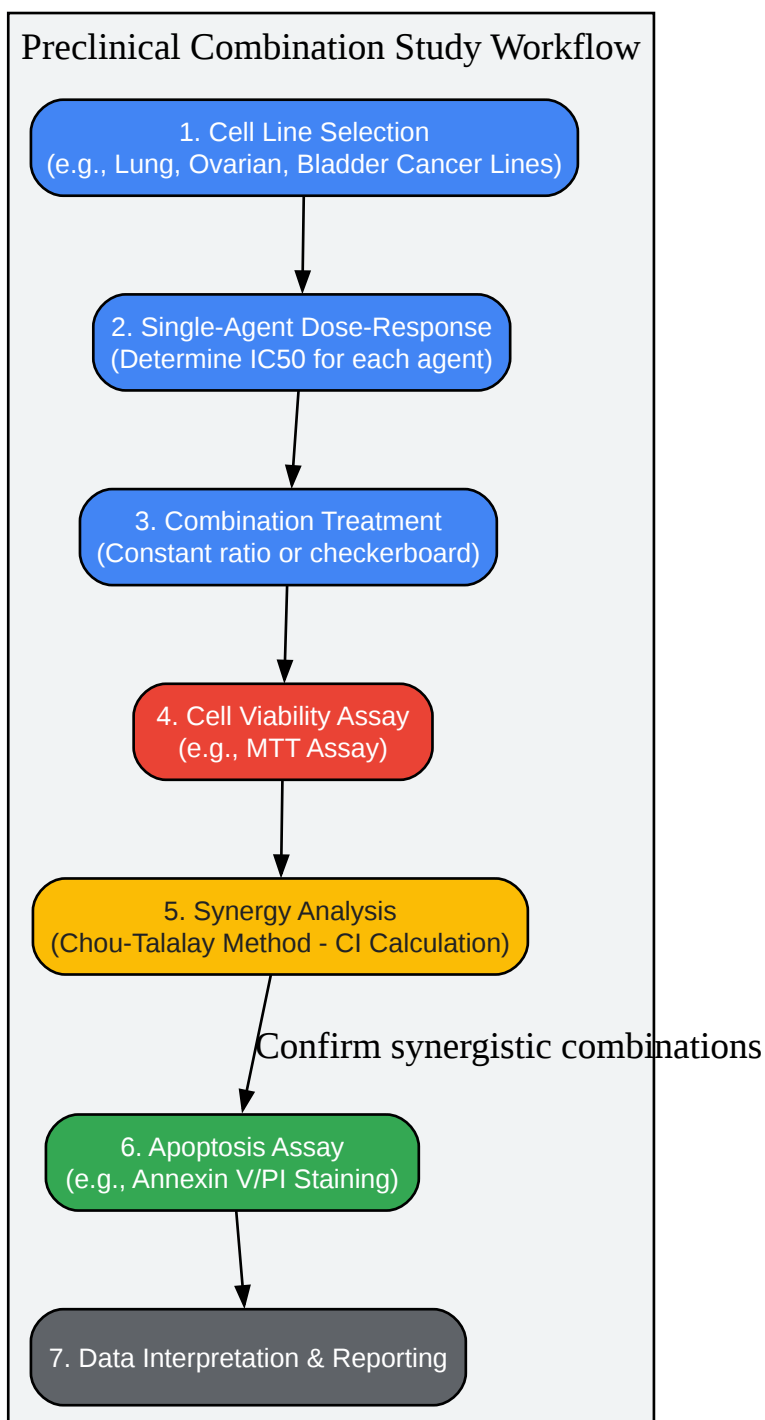 Preclinical Combination Study Workflow
1. Cell Line Selection
(e.g., Lung, Ovarian, Bladder Cancer Lines)
2. Single-Agent Dose-Response
(Determine IC50 for each agent)
3. Combination Treatment
(Constant ratio or checkerboard)
4. Cell Viability Assay
(e.g., MTT Assay)
5. Synergy Analysis
(Chou-Talalay Method - CI Calculation)
Confirm synergistic combinations
6. Apoptosis Assay
(e.g., Annexin V/PI Staining)
7. Data Interpretation & Reporting